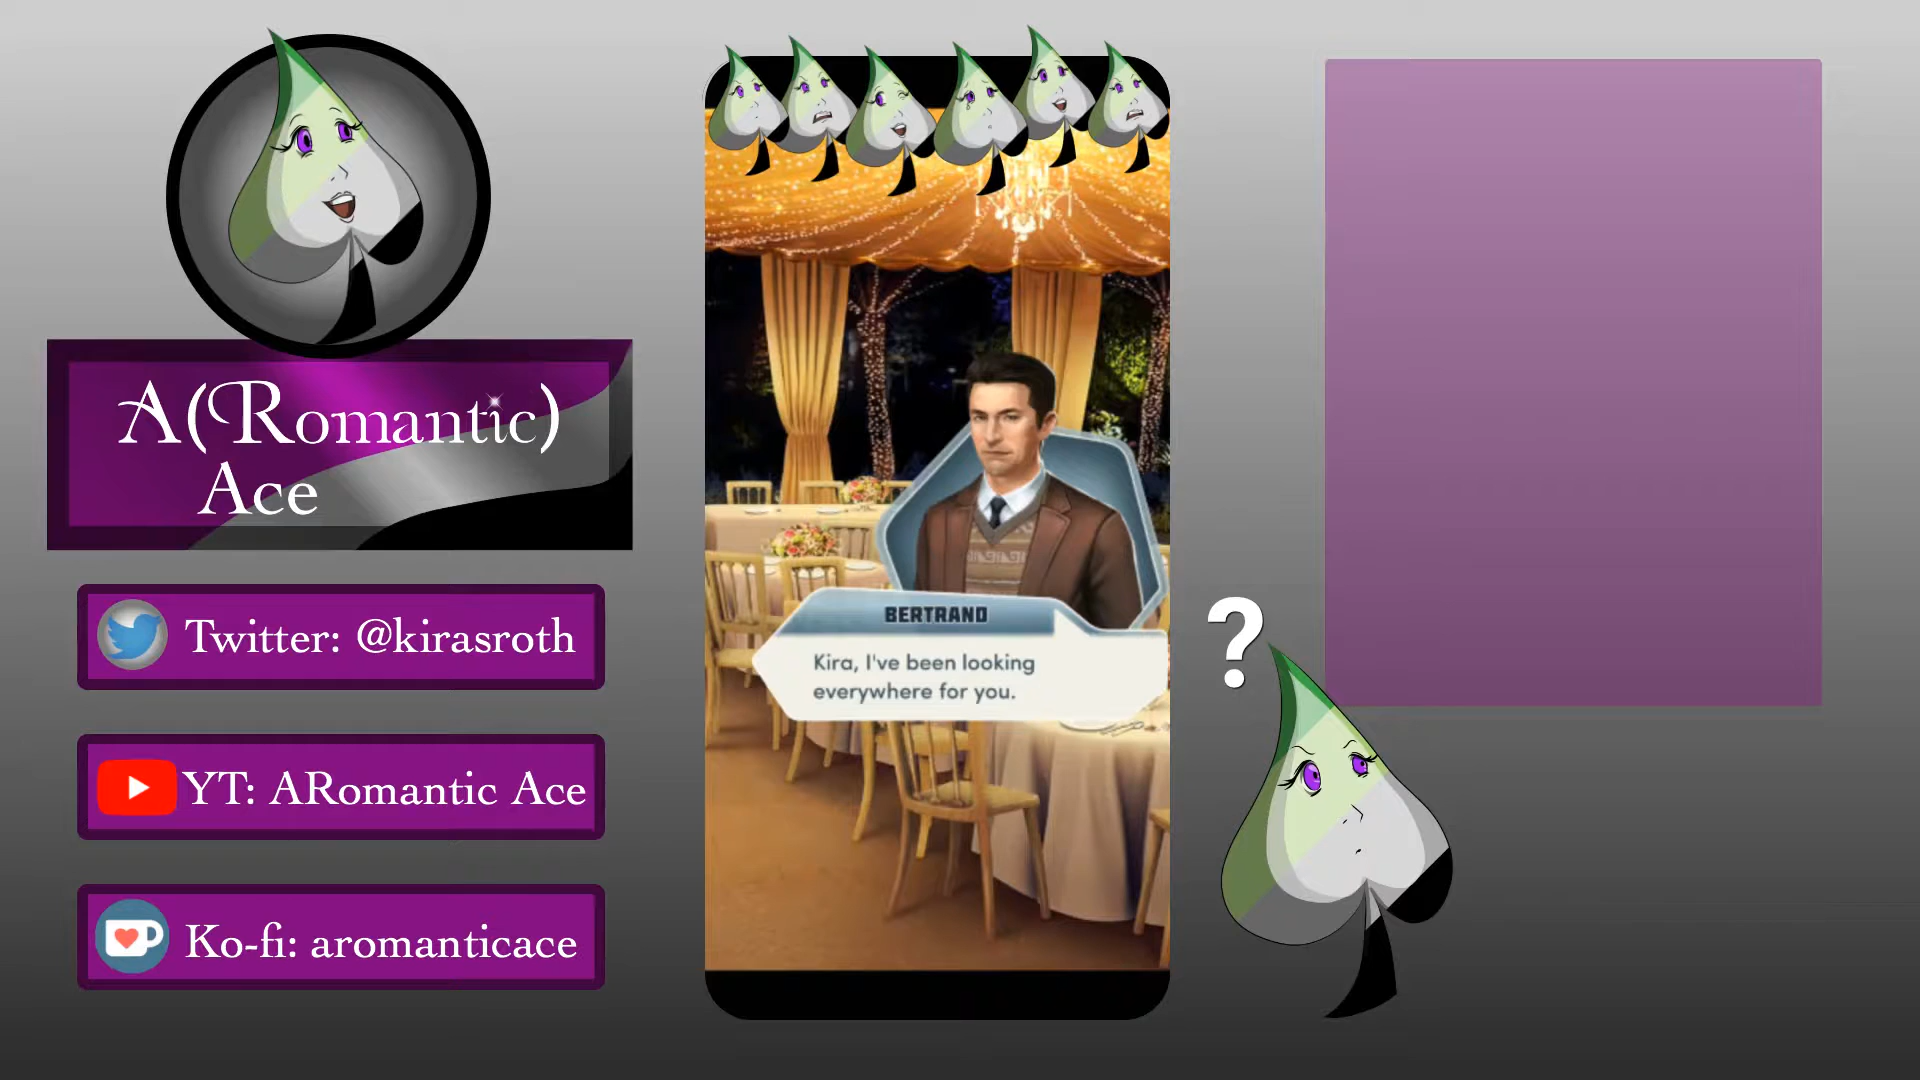 A(Romantic)
Ace
Twitter: @kirasroth
YT: ARomantic Ace
Ko-fi: aromanticace
BERTRAND
Kira, I've been looking
everywhere for you.
?